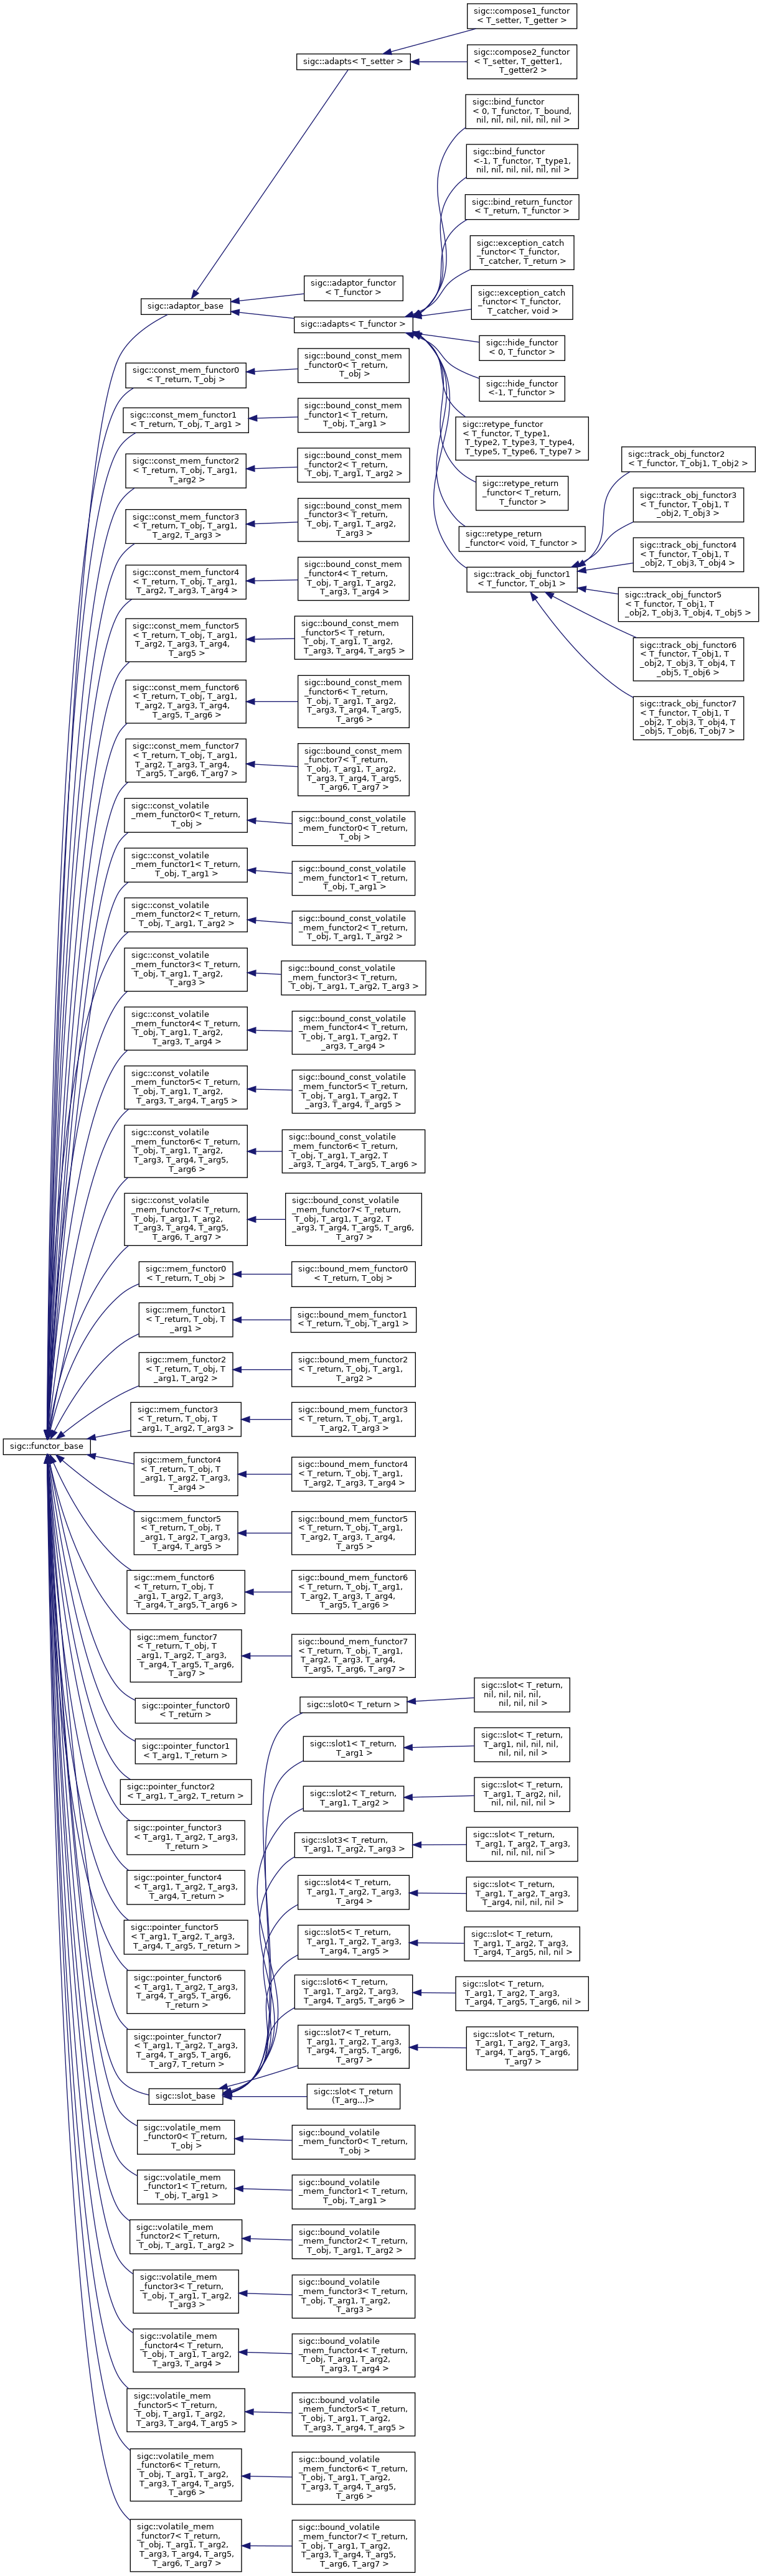 sigc::compose1_functor
< T_setter, T_getter >
sigc::adapts< T_setter >
sigc::compose2_functor
< T_setter, T_getter1,
T_getter2 >
sigc::bind_functor
< 0, T_functor, T_bound,
nil, nil, nil, nil, nil, nil >
sigc::bind_functor
<-1, T_functor, T_type1,
nil, nil, nil, nil, nil, nil >
sigc::bind_return_functor
< T_return, T_functor >
sigc::exception_catch
_functor< T_functor,
T_catcher, T_return >
sigc::adaptor_functor
< T_functor >
sigc::exception_catch
_functor< T_functor,
T_catcher, void >
sigc::adaptor_base
sigc::adapts< T_functor >
sigc::hide_functor
< 0, T_functor >
sigc::hide_functor
<-1, T_functor >
sigc::retype_functor
< T_functor, T_type1,
T_type2, T_type3, T_type4,
T_type5, T_type6, T_type7 >
sigc::retype_return
_functor< T_return,
T_functor >
sigc::retype_return
_functor< void, T_functor >
sigc::track_obj_functor1
< T_functor, T_obj1 >
sigc::track_obj_functor2
< T_functor, T_obj1, T_obj2 >
sigc::track_obj_functor3
< T_functor, T_obj1, T
_obj2, T_obj3 >
sigc::track_obj_functor4
< T_functor, T_obj1, T
_obj2, T_obj3, T_obj4 >
sigc::track_obj_functor5
< T_functor, T_obj1, T
_obj2, T_obj3, T_obj4, T_obj5 >
sigc::track_obj_functor6
< T_functor, T_obj1, T
_obj2, T_obj3, T_obj4, T
_obj5, T_obj6 >
sigc::track_obj_functor7
< T_functor, T_obj1, T
_obj2, T_obj3, T_obj4, T
_obj5, T_obj6, T_obj7 >
sigc::const_mem_functor0
< T_return, T_obj >
sigc::bound_const_mem
_functor0< T_return,
T_obj >
sigc::const_mem_functor1
< T_return, T_obj, T_arg1 >
sigc::bound_const_mem
_functor1< T_return,
T_obj, T_arg1 >
sigc::const_mem_functor2
< T_return, T_obj, T_arg1,
T_arg2 >
sigc::bound_const_mem
_functor2< T_return,
T_obj, T_arg1, T_arg2 >
sigc::const_mem_functor3
< T_return, T_obj, T_arg1,
T_arg2, T_arg3 >
sigc::bound_const_mem
_functor3< T_return,
T_obj, T_arg1, T_arg2,
T_arg3 >
sigc::const_mem_functor4
< T_return, T_obj, T_arg1,
T_arg2, T_arg3, T_arg4 >
sigc::bound_const_mem
_functor4< T_return,
T_obj, T_arg1, T_arg2,
T_arg3, T_arg4 >
sigc::const_mem_functor5
< T_return, T_obj, T_arg1,
T_arg2, T_arg3, T_arg4,
T_arg5 >
sigc::bound_const_mem
_functor5< T_return,
T_obj, T_arg1, T_arg2,
T_arg3, T_arg4, T_arg5 >
sigc::const_mem_functor6
< T_return, T_obj, T_arg1,
T_arg2, T_arg3, T_arg4,
T_arg5, T_arg6 >
sigc::bound_const_mem
_functor6< T_return,
T_obj, T_arg1, T_arg2,
T_arg3, T_arg4, T_arg5,
T_arg6 >
sigc::const_mem_functor7
< T_return, T_obj, T_arg1,
T_arg2, T_arg3, T_arg4,
T_arg5, T_arg6, T_arg7 >
sigc::bound_const_mem
_functor7< T_return,
T_obj, T_arg1, T_arg2,
T_arg3, T_arg4, T_arg5,
T_arg6, T_arg7 >
sigc::const_volatile
_mem_functor0< T_return,
T_obj >
sigc::bound_const_volatile
_mem_functor0< T_return,
T_obj >
sigc::const_volatile
_mem_functor1< T_return,
T_obj, T_arg1 >
sigc::bound_const_volatile
_mem_functor1< T_return,
T_obj, T_arg1 >
sigc::const_volatile
_mem_functor2< T_return,
T_obj, T_arg1, T_arg2 >
sigc::bound_const_volatile
_mem_functor2< T_return,
T_obj, T_arg1, T_arg2 >
sigc::const_volatile
_mem_functor3< T_return,
T_obj, T_arg1, T_arg2,
T_arg3 >
sigc::bound_const_volatile
_mem_functor3< T_return,
T_obj, T_arg1, T_arg2, T_arg3 >
sigc::const_volatile
_mem_functor4< T_return,
T_obj, T_arg1, T_arg2,
T_arg3, T_arg4 >
sigc::bound_const_volatile
_mem_functor4< T_return,
T_obj, T_arg1, T_arg2, T
_arg3, T_arg4 >
sigc::const_volatile
_mem_functor5< T_return,
T_obj, T_arg1, T_arg2,
T_arg3, T_arg4, T_arg5 >
sigc::bound_const_volatile
_mem_functor5< T_return,
T_obj, T_arg1, T_arg2, T
_arg3, T_arg4, T_arg5 >
sigc::const_volatile
_mem_functor6< T_return,
T_obj, T_arg1, T_arg2,
T_arg3, T_arg4, T_arg5,
T_arg6 >
sigc::bound_const_volatile
_mem_functor6< T_return,
T_obj, T_arg1, T_arg2, T
_arg3, T_arg4, T_arg5, T_arg6 >
sigc::const_volatile
_mem_functor7< T_return,
T_obj, T_arg1, T_arg2,
T_arg3, T_arg4, T_arg5,
T_arg6, T_arg7 >
sigc::bound_const_volatile
_mem_functor7< T_return,
T_obj, T_arg1, T_arg2, T
_arg3, T_arg4, T_arg5, T_arg6,
T_arg7 >
sigc::mem_functor0
< T_return, T_obj >
sigc::bound_mem_functor0
< T_return, T_obj >
sigc::mem_functor1
< T_return, T_obj, T
_arg1 >
sigc::bound_mem_functor1
< T_return, T_obj, T_arg1 >
sigc::mem_functor2
< T_return, T_obj, T
_arg1, T_arg2 >
sigc::bound_mem_functor2
< T_return, T_obj, T_arg1,
T_arg2 >
sigc::mem_functor3
< T_return, T_obj, T
_arg1, T_arg2, T_arg3 >
sigc::bound_mem_functor3
< T_return, T_obj, T_arg1,
T_arg2, T_arg3 >
sigc::functor_base
sigc::mem_functor4
< T_return, T_obj, T
_arg1, T_arg2, T_arg3,
T_arg4 >
sigc::bound_mem_functor4
< T_return, T_obj, T_arg1,
T_arg2, T_arg3, T_arg4 >
sigc::mem_functor5
< T_return, T_obj, T
_arg1, T_arg2, T_arg3,
T_arg4, T_arg5 >
sigc::bound_mem_functor5
< T_return, T_obj, T_arg1,
T_arg2, T_arg3, T_arg4,
T_arg5 >
sigc::mem_functor6
< T_return, T_obj, T
_arg1, T_arg2, T_arg3,
T_arg4, T_arg5, T_arg6 >
sigc::bound_mem_functor6
< T_return, T_obj, T_arg1,
T_arg2, T_arg3, T_arg4,
T_arg5, T_arg6 >
sigc::mem_functor7
< T_return, T_obj, T
_arg1, T_arg2, T_arg3,
T_arg4, T_arg5, T_arg6,
T_arg7 >
sigc::bound_mem_functor7
< T_return, T_obj, T_arg1,
T_arg2, T_arg3, T_arg4,
T_arg5, T_arg6, T_arg7 >
sigc::pointer_functor0
< T_return >
sigc::pointer_functor1
< T_arg1, T_return >
sigc::pointer_functor2
< T_arg1, T_arg2, T_return >
sigc::pointer_functor3
< T_arg1, T_arg2, T_arg3,
T_return >
sigc::pointer_functor4
< T_arg1, T_arg2, T_arg3,
T_arg4, T_return >
sigc::pointer_functor5
< T_arg1, T_arg2, T_arg3,
T_arg4, T_arg5, T_return >
sigc::pointer_functor6
< T_arg1, T_arg2, T_arg3,
T_arg4, T_arg5, T_arg6,
T_return >
sigc::pointer_functor7
< T_arg1, T_arg2, T_arg3,
T_arg4, T_arg5, T_arg6,
T_arg7, T_return >
sigc::slot_base
sigc::slot0< T_return >
sigc::slot< T_return,
nil, nil, nil, nil,
nil, nil, nil >
sigc::slot1< T_return,
T_arg1 >
sigc::slot< T_return,
T_arg1, nil, nil, nil,
nil, nil, nil >
sigc::slot2< T_return,
T_arg1, T_arg2 >
sigc::slot< T_return,
T_arg1, T_arg2, nil,
nil, nil, nil, nil >
sigc::slot3< T_return,
T_arg1, T_arg2, T_arg3 >
sigc::slot< T_return,
T_arg1, T_arg2, T_arg3,
nil, nil, nil, nil >
sigc::slot4< T_return,
T_arg1, T_arg2, T_arg3,
T_arg4 >
sigc::slot< T_return,
T_arg1, T_arg2, T_arg3,
T_arg4, nil, nil, nil >
sigc::slot5< T_return,
T_arg1, T_arg2, T_arg3,
T_arg4, T_arg5 >
sigc::slot< T_return,
T_arg1, T_arg2, T_arg3,
T_arg4, T_arg5, nil, nil >
sigc::slot6< T_return,
T_arg1, T_arg2, T_arg3,
T_arg4, T_arg5, T_arg6 >
sigc::slot< T_return,
T_arg1, T_arg2, T_arg3,
T_arg4, T_arg5, T_arg6, nil >
sigc::slot7< T_return,
T_arg1, T_arg2, T_arg3,
T_arg4, T_arg5, T_arg6,
T_arg7 >
sigc::slot< T_return,
T_arg1, T_arg2, T_arg3,
T_arg4, T_arg5, T_arg6,
T_arg7 >
sigc::slot< T_return
(T_arg...)>
sigc::volatile_mem
_functor0< T_return,
T_obj >
sigc::bound_volatile
_mem_functor0< T_return,
T_obj >
sigc::volatile_mem
_functor1< T_return,
T_obj, T_arg1 >
sigc::bound_volatile
_mem_functor1< T_return,
T_obj, T_arg1 >
sigc::volatile_mem
_functor2< T_return,
T_obj, T_arg1, T_arg2 >
sigc::bound_volatile
_mem_functor2< T_return,
T_obj, T_arg1, T_arg2 >
sigc::volatile_mem
_functor3< T_return,
T_obj, T_arg1, T_arg2,
T_arg3 >
sigc::bound_volatile
_mem_functor3< T_return,
T_obj, T_arg1, T_arg2,
T_arg3 >
sigc::volatile_mem
_functor4< T_return,
T_obj, T_arg1, T_arg2,
T_arg3, T_arg4 >
sigc::bound_volatile
_mem_functor4< T_return,
T_obj, T_arg1, T_arg2,
T_arg3, T_arg4 >
sigc::volatile_mem
_functor5< T_return,
T_obj, T_arg1, T_arg2,
T_arg3, T_arg4, T_arg5 >
sigc::bound_volatile
_mem_functor5< T_return,
T_obj, T_arg1, T_arg2,
T_arg3, T_arg4, T_arg5 >
sigc::volatile_mem
_functor6< T_return,
T_obj, T_arg1, T_arg2,
T_arg3, T_arg4, T_arg5,
T_arg6 >
sigc::bound_volatile
_mem_functor6< T_return,
T_obj, T_arg1, T_arg2,
T_arg3, T_arg4, T_arg5,
T_arg6 >
sigc::volatile_mem
_functor7< T_return,
T_obj, T_arg1, T_arg2,
T_arg3, T_arg4, T_arg5,
T_arg6, T_arg7 >
sigc::bound_volatile
_mem_functor7< T_return,
T_obj, T_arg1, T_arg2,
T_arg3, T_arg4, T_arg5,
T_arg6, T_arg7 >